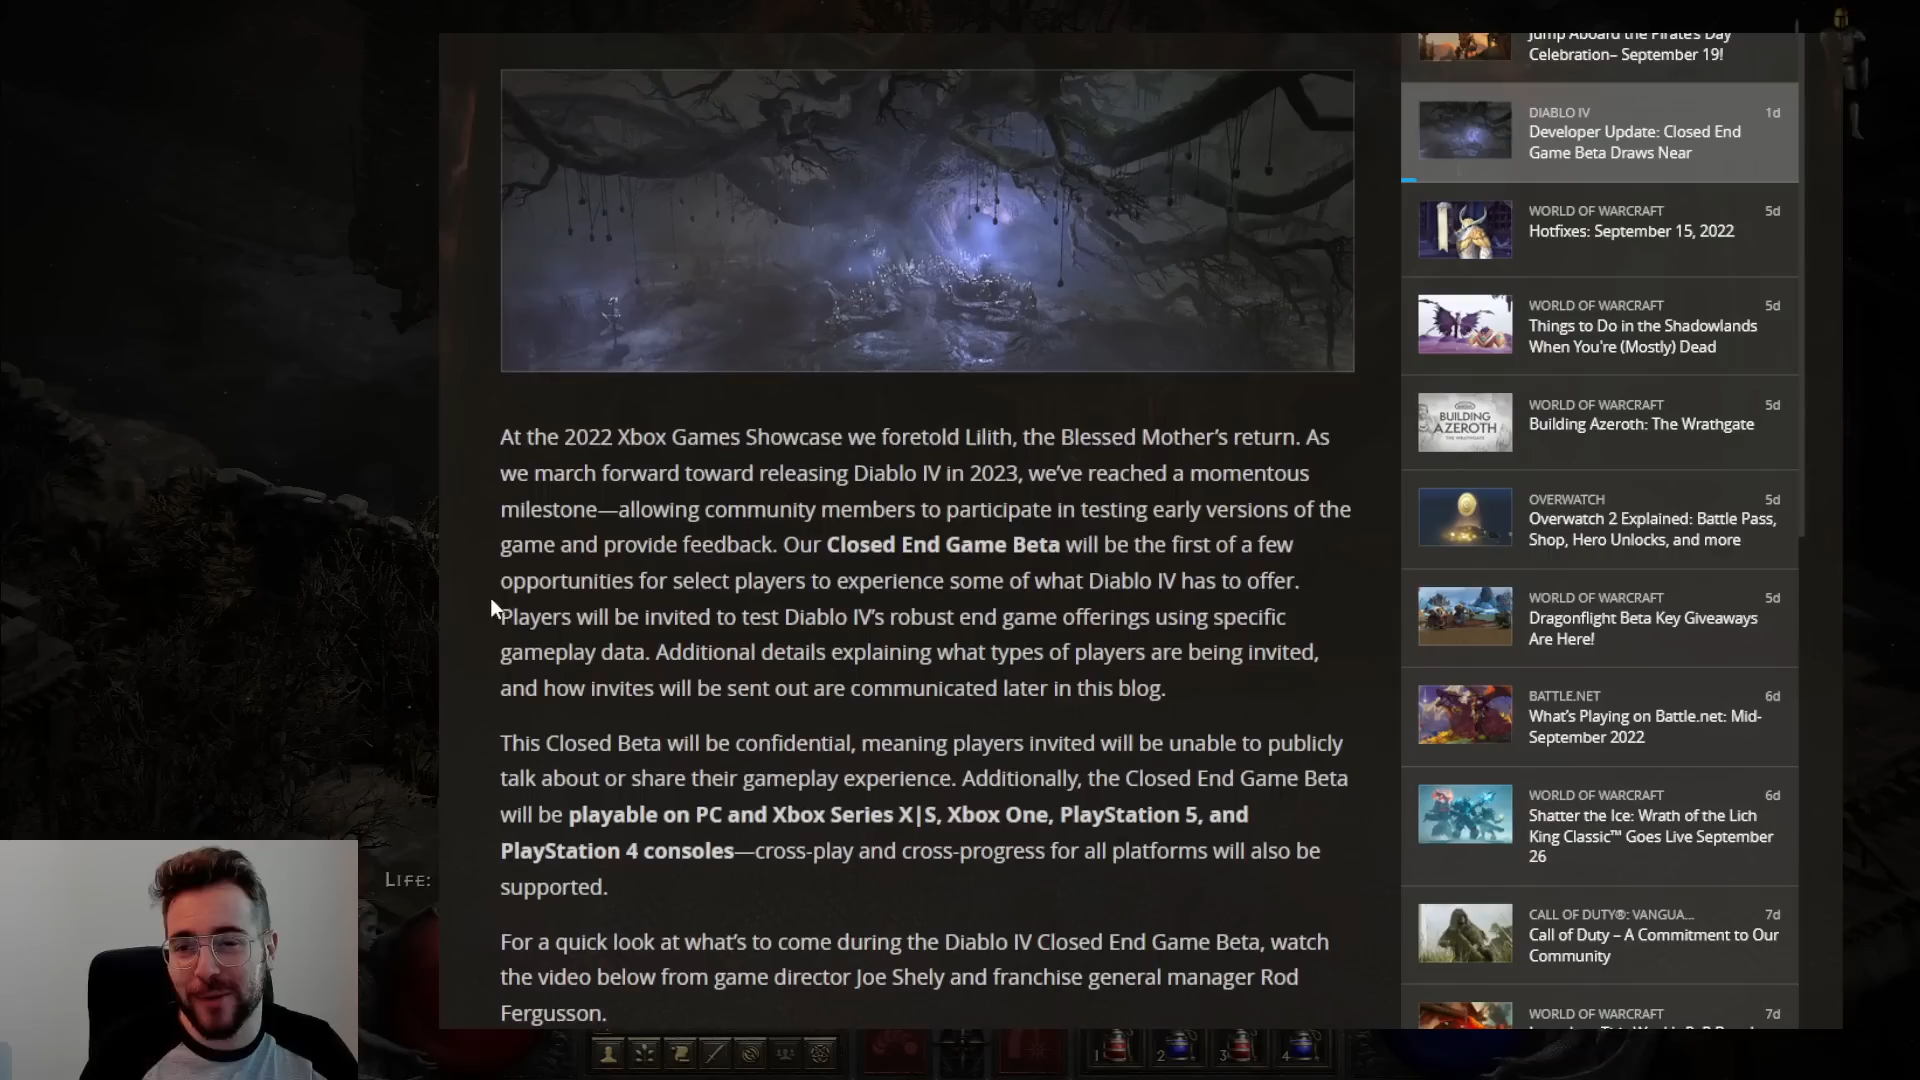 At the 2022 Xbox Games Showcase we foretold Lilith, the Blessed Mother’s return. As
we march forward toward releasing Diablo IV in 2023, we’ve reached a momentous
milestone—allowing community members to participate in testing early versions of the
game and provide feedback. Our Closed End Game Beta will be the first of a few
opportunities for select players to experience some of what Diablo IV has to offer.
Players will be invited to test Diablo IV’s robust end game offerings using specific
gameplay data. Additional details explaining what types of players are being invited,
and how invites will be sent out are communicated later in this blog.
This Closed Beta will be confidential, meaning players invited will be unable to publicly
talk about or share their gameplay experience. Additionally, the Closed End Game Beta
will be playable on PC and Xbox Series X|S, Xbox One, PlayStation 5, and
PlayStation 4 consoles—cross-play and cross-progress for all platforms will also be
supported.
For a quick look at what’s to come during the Diablo IV Closed End Game Beta, watch
the video below from game director Joe Shely and franchise general manager Rod
Fergusson.
Jump Aboard the Pirate's Day
Celebration– September 19!
DIABLO IV 1d
Developer Update: Closed End
Game Beta Draws Near
WORLD OF WARCRAFT 5d
Hotfixes: September 15, 2022
WORLD OF WARCRAFT 5d
Things to Do in the Shadowlands
When You're (Mostly) Dead
BUILDING
AZEROTH
THE WRATHGATE
WORLD OF WARCRAFT 5d
Building Azeroth: The Wrathgate
OVERWATCH 5d
Overwatch 2 Explained: Battle Pass,
Shop, Hero Unlocks, and more
WORLD OF WARCRAFT 5d
Dragonflight Beta Key Giveaways
Are Here!
BATTLE.NET 6d
What’s Playing on Battle.net: Mid-
September 2022
WORLD OF WARCRAFT 6d
Shatter the Ice: Wrath of the Lich
King Classic™ Goes Live September
26
CALL OF DUTY®: VANGUA... 7d
Call of Duty – A Commitment to Our
Community
WORLD OF WARCRAFT 7d
LIFE:
1 2 3 4